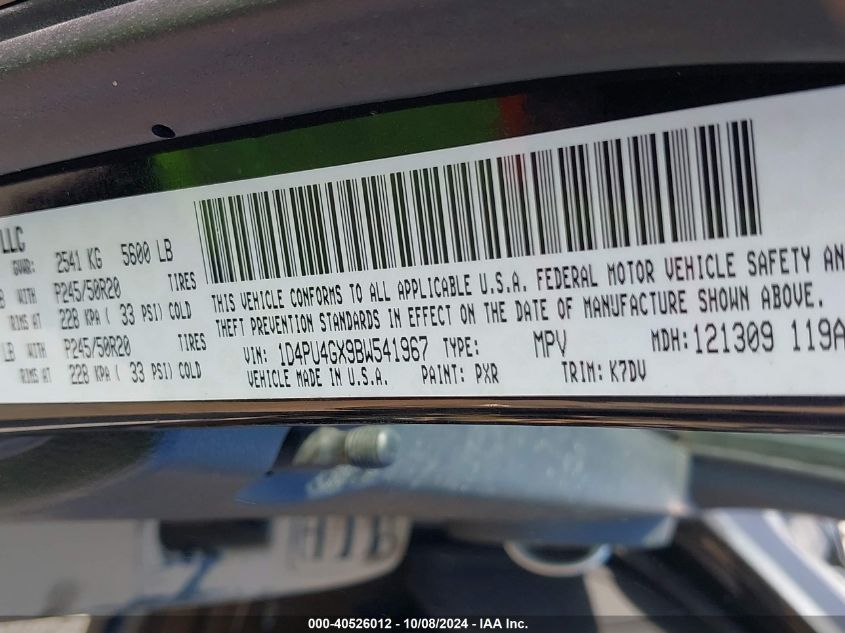 LLC
GVWR: 2541 KG 5600 LB
B WITH P245/50R20 TIRES
RIMS AT 228 KPA ( 33 PSI) COLD
LB WITH P245/50R20 TIRES
RIMS AT 228 KPA ( 33 PSI) COLD
THIS VEHICLE CONFORMS TO ALL APPLICABLE U.S.A. FEDERAL MOTOR VEHICLE SAFETY AN
THEFT PREVENTION STANDARDS IN EFFECT ON THE DATE OF MANUFACTURE SHOWN ABOVE.
VIN: 1D4PU4GX9BW541967 TYPE: MPV MDH: 121309 119A
VEHICLE MADE IN U.S.A. PAINT: PXR TRIM: K7DV
000-40526012 - 10/08/2024 - IAA Inc.